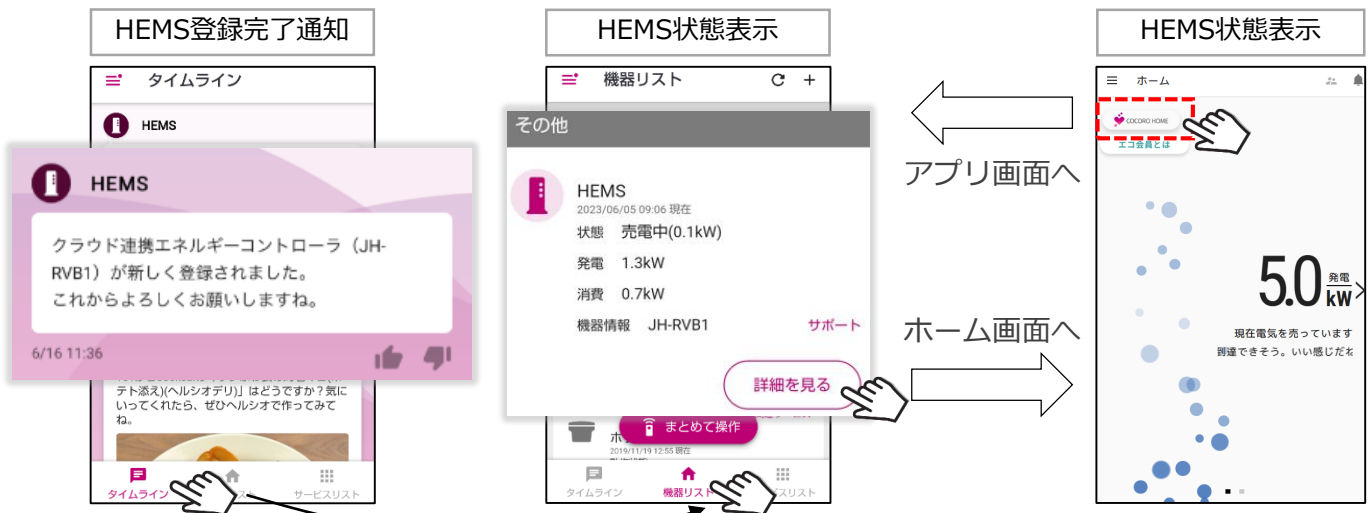 HEMS登録完了通知
タイムライン
HEMS
HEMS
クラウド連携エネルギーコントローラ（JH-
RVB1）が新しく登録されました。
これからよろしくお願いしますね。
6/16 11:36
テト添え)(ヘルシオデリ)」はどうですか？気に
いってくれたら、ぜひヘルシオで作ってみて
ね。
タイムライン
サービスリスト
HEMS状態表示
機器リスト
その他
HEMS
2023/06/05 09:06 現在
状態 売電中(0.1kW)
発電 1.3kW
消費 0.7kW
機器情報 JH-RVB1 サポート
詳細を見る
まとめて操作
2019/11/19 12:55 現在
タイムライン
機器リスト
アプリ画面へ
ホーム画面へ
HEMS状態表示
ホーム
COCORO HOME
エコ会員とは
5.0 発電 kW
現在電気を売っています
到達できそう。いい感じだね